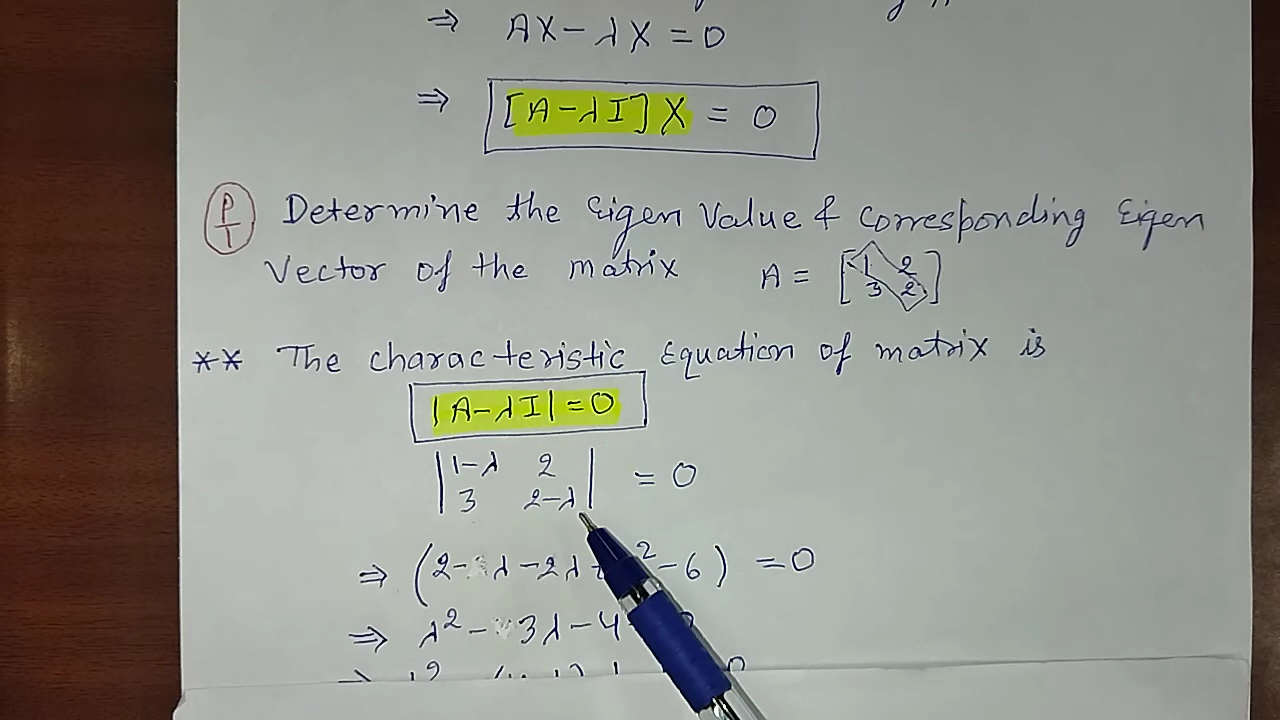 ⇒ AX - λX = 0
⇒ [A - λI] X = 0
P/1 Determine the Eigen Value & Corresponding Eigen
Vector of the matrix A = [1 2
3 2]
** The characteristic Equation of matrix is
|A - λI| = 0
|1-λ 2
3 2-λ| = 0
⇒ (2 - λ - 2λ 2 - 6) = 0
⇒ λ² - 3λ - 4